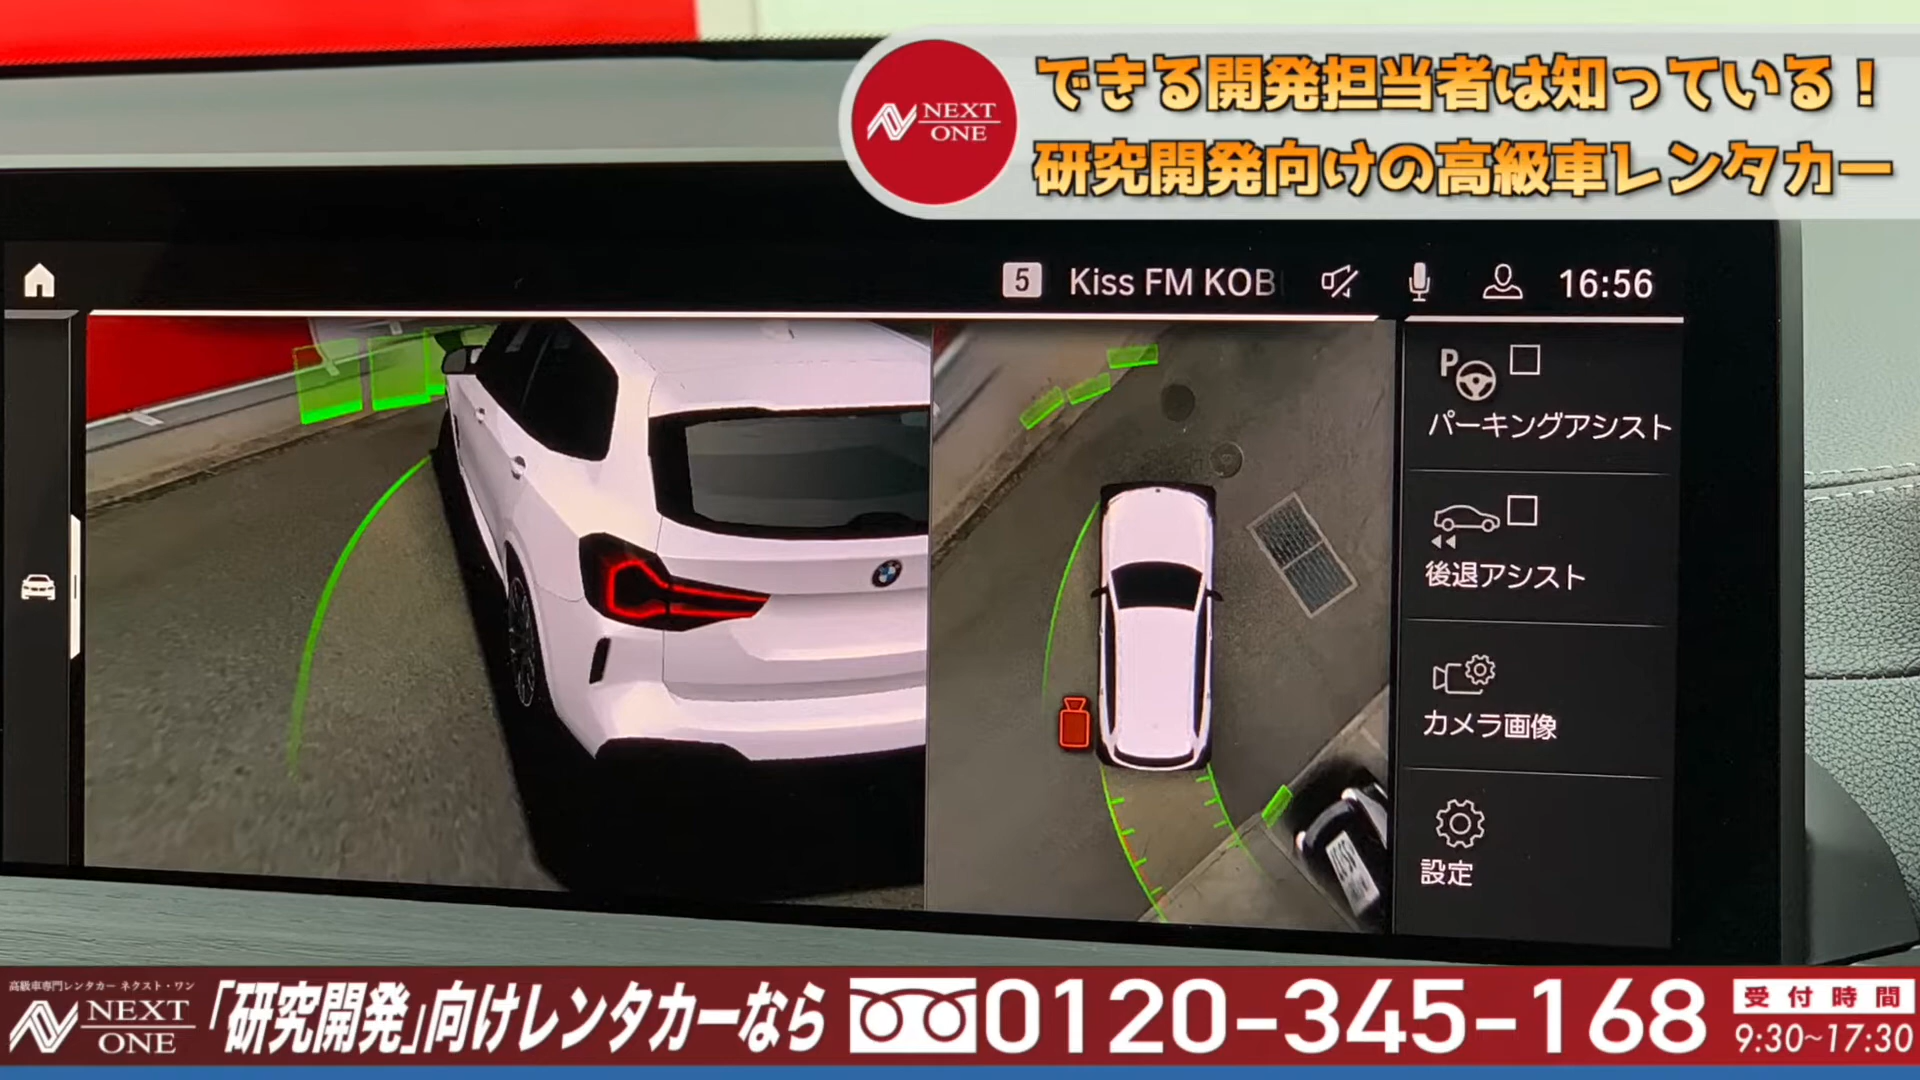 NEXT
ONE
できる開発担当者は知っている！
研究開発向けの高級車レンタカー
5 Kiss FM KOB 16:56
P
パーキングアシスト
後退アシスト
カメラ画像
設定
高級車専門レンタカー ネクスト・ワン
NEXT
ONE
「研究開発」向けレンタカーなら
0120-345-168
受付時間
9:30~17:30